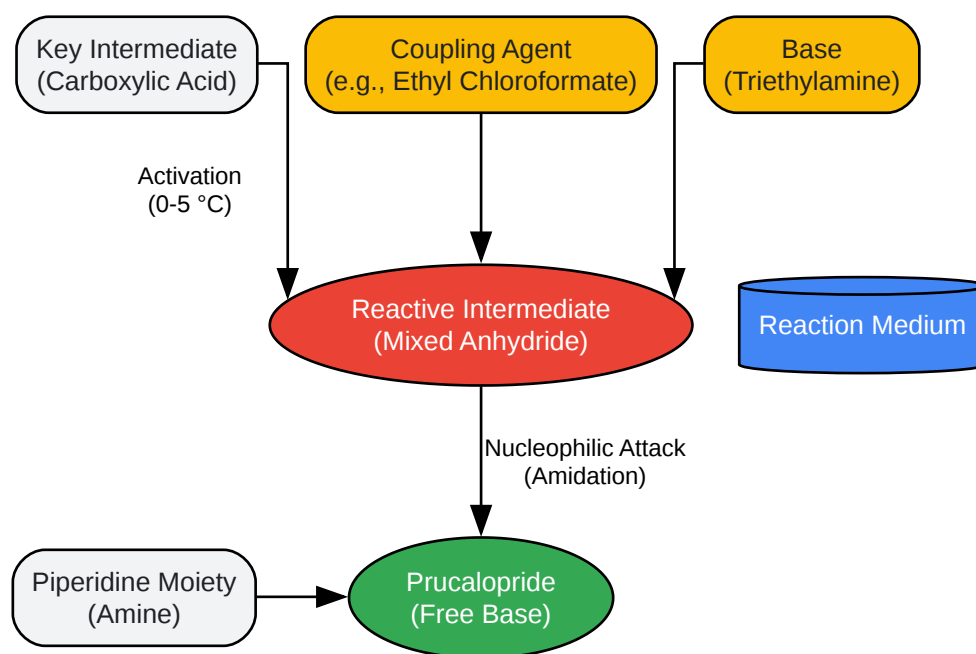 Key Intermediate
(Carboxylic Acid)
Coupling Agent
(e.g., Ethyl Chloroformate)
Base
(Triethylamine)
Activation
(0-5 °C)
Reactive Intermediate
(Mixed Anhydride)
Reaction Medium
Nucleophilic Attack
(Amidation)
Piperidine Moiety
(Amine)
Prucalopride
(Free Base)